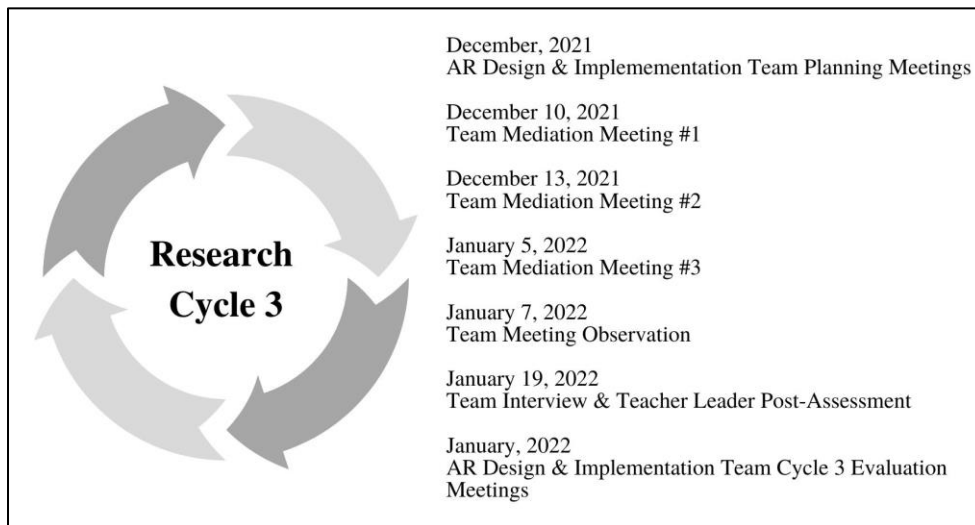 Research
Cycle 3
December, 2021
AR Design & Implemementation Team Planning Meetings
December 10, 2021
Team Mediation Meeting #1
December 13, 2021
Team Mediation Meeting #2
January 5, 2022
Team Mediation Meeting #3
January 7, 2022
Team Meeting Observation
January 19, 2022
Team Interview & Teacher Leader Post-Assessment
January, 2022
AR Design & Implementation Team Cycle 3 Evaluation
Meetings